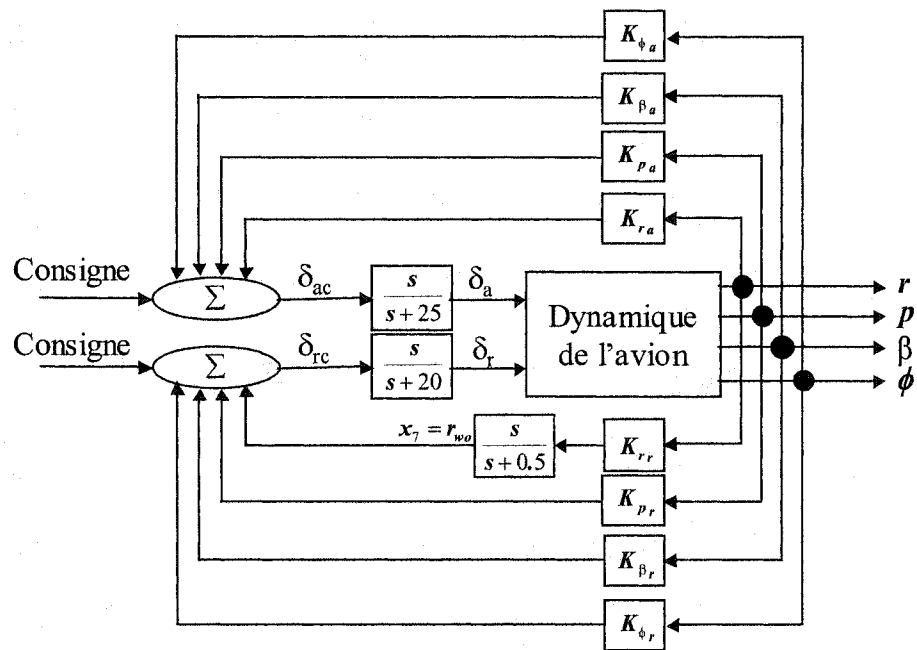 K_ϕa
K_βa
K_pa
K_ra
Consigne
Σ
δ_ac
s
s + 25
δ_a
Consigne
Σ
δ_rc
s
s + 20
δ_r
Dynamique
de l'avion
r
p
β
ϕ
x_7 = r_wo
s
s + 0.5
K_rr
K_pr
K_βr
K_ϕr